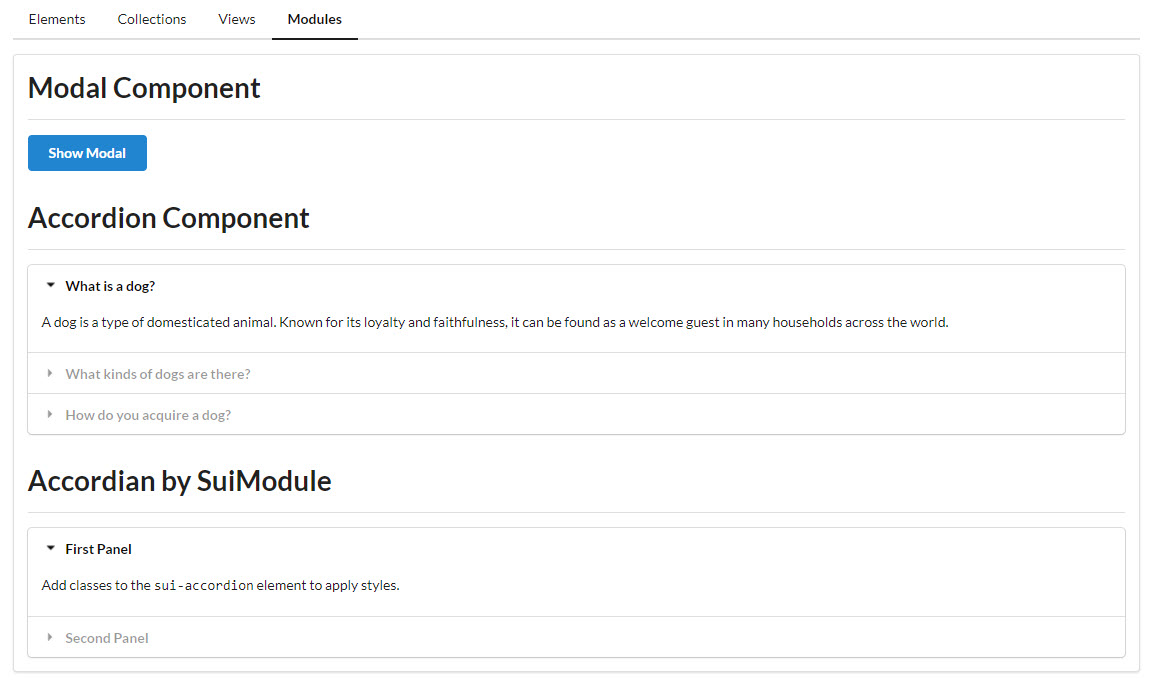 Elements Collections Views Modules
Modal Component
Show Modal
Accordion Component
What is a dog?
A dog is a type of domesticated animal. Known for its loyalty and faithfulness, it can be found as a welcome guest in many households across the world.
What kinds of dogs are there?
How do you acquire a dog?
Accordian by SuiModule
First Panel
Add classes to the sui-accordion element to apply styles.
Second Panel